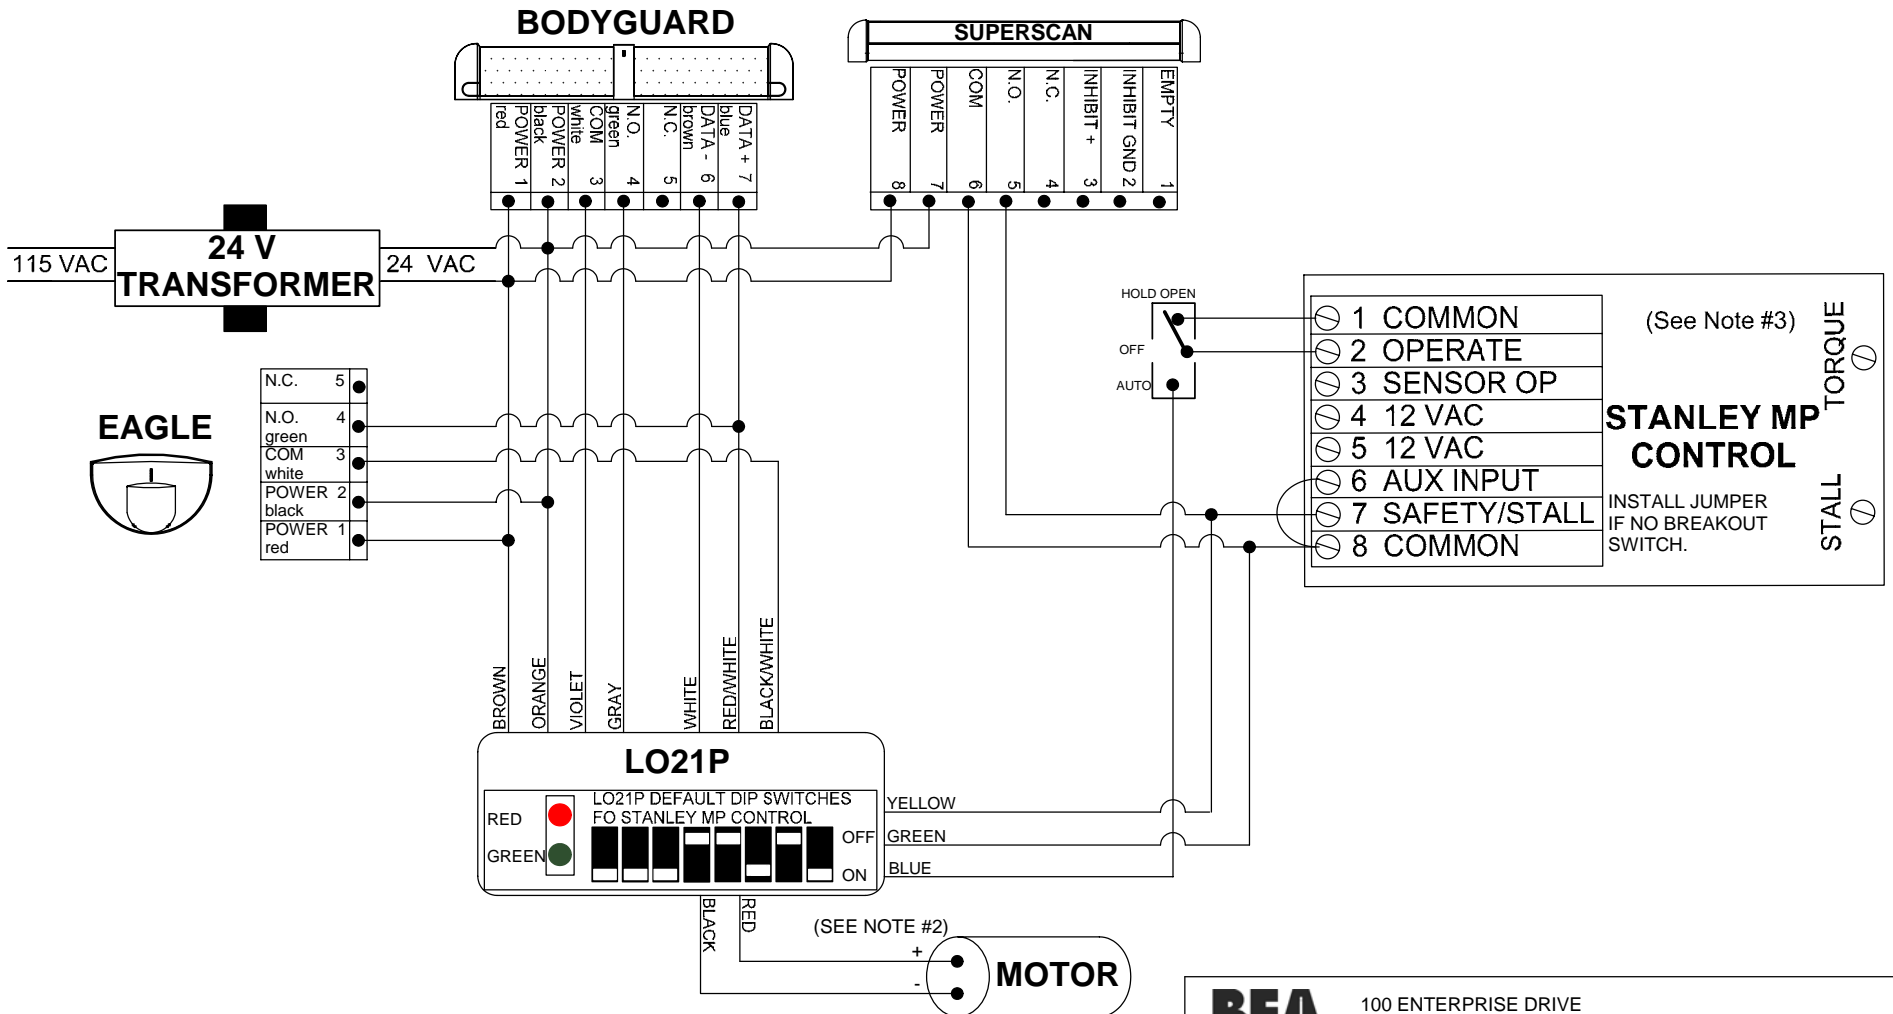 BODYGUARD
SUPERSCAN
red
POWER 1
black
POWER 2
white
COM 3
green
N.O. 4
N.C. 5
brown
DATA - 6
blue
DATA + 7
POWER 8
POWER 7
COM 6
N.O. 5
N.C. 4
INHIBIT + 3
INHIBIT GND 2
EMPTY 1
115 VAC
24 V
TRANSFORMER
24 VAC
EAGLE
N.C. 5
N.O. 4
green
COM 3
white
POWER 2
black
POWER 1
red
HOLD OPEN
OFF
AUTO
1 COMMON
2 OPERATE
3 SENSOR OP
4 12 VAC
5 12 VAC
6 AUX INPUT
7 SAFETY/STALL
8 COMMON
(See Note #3)
TORQUE
STANLEY MP
CONTROL
INSTALL JUMPER
IF NO BREAKOUT
SWITCH.
STALL
BROWN
ORANGE
VIOLET
GRAY
WHITE
RED/WHITE
BLACK/WHITE
LO21P
LO21P DEFAULT DIP SWITCHES
FO STANLEY MP CONTROL
RED
GREEN
OFF
ON
YELLOW
GREEN
BLUE
BLACK
RED
(SEE NOTE #2)
+
-
MOTOR
BEA
100 ENTERPRISE DRIVE